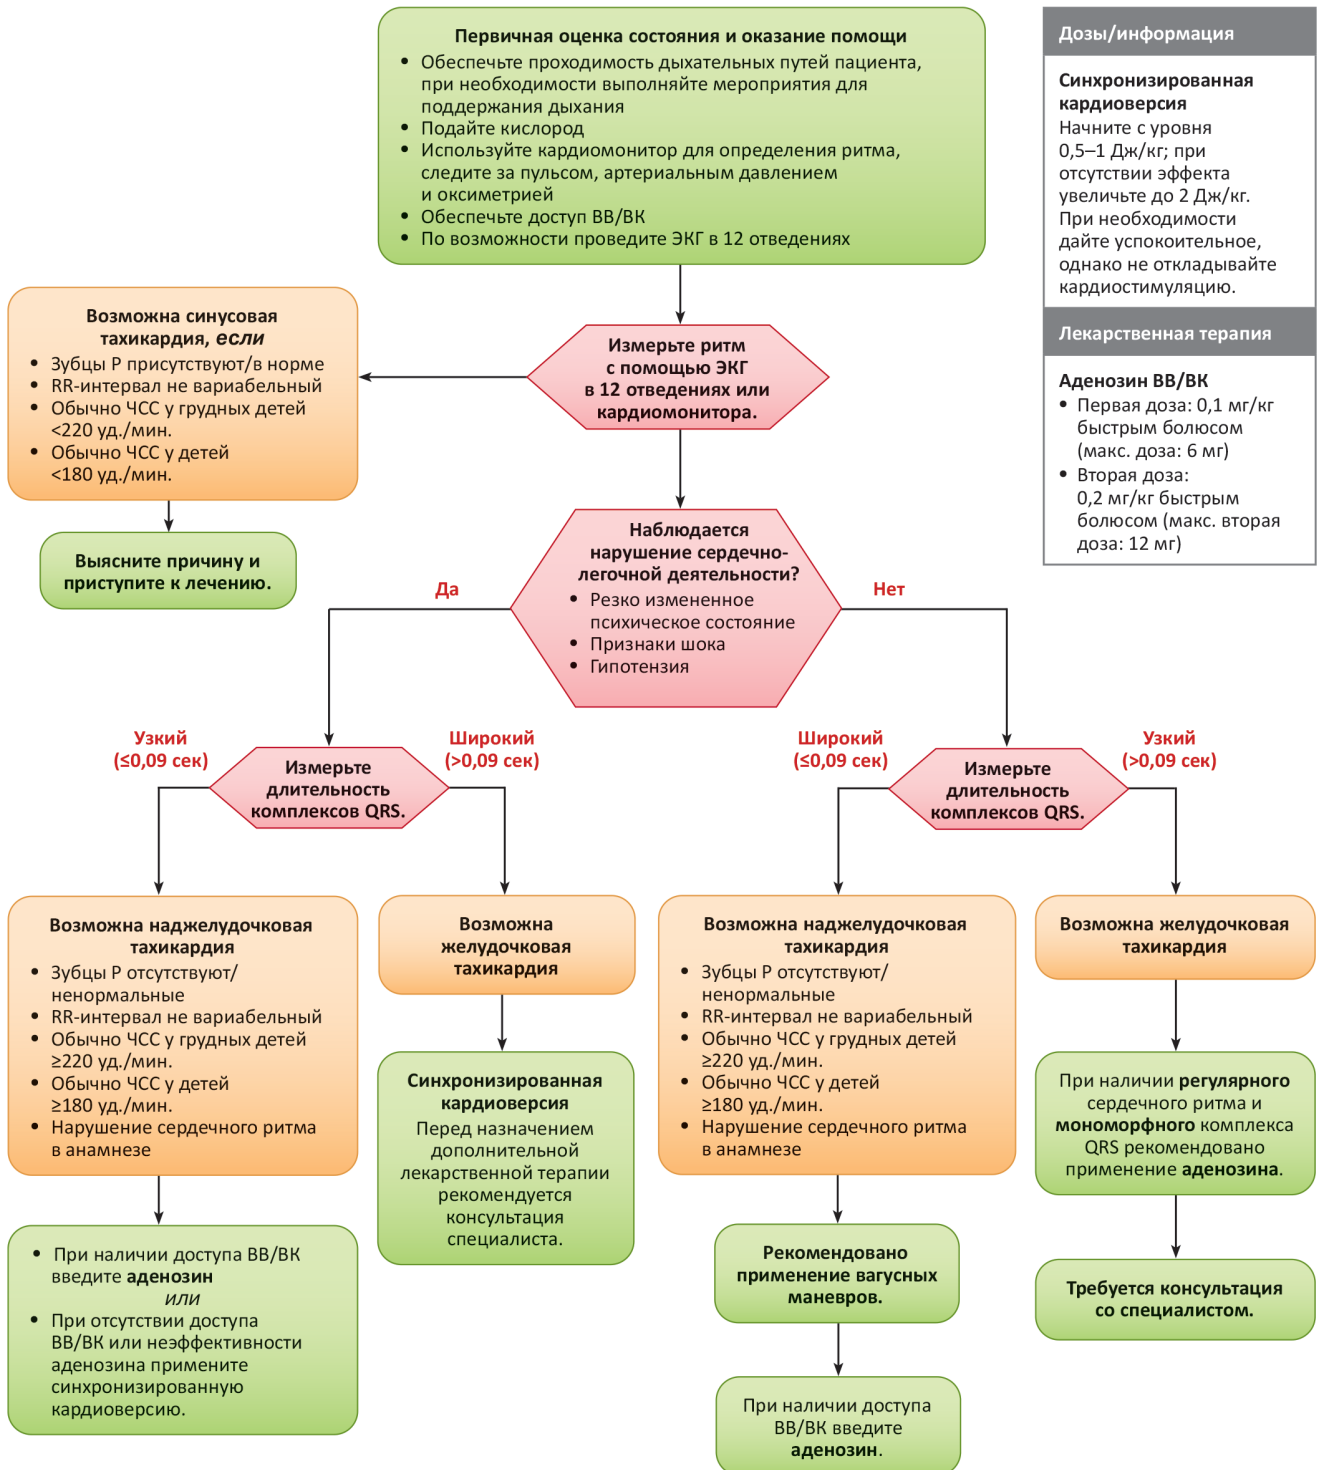 Первичная оценка состояния и оказание помощи
• Обеспечьте проходимость дыхательных путей пациента,
при необходимости выполняйте мероприятия для
поддержания дыхания
• Подайте кислород
• Используйте кардиомонитор для определения ритма,
следите за пульсом, артериальным давлением
и оксиметрией
• Обеспечьте доступ ВВ/ВК
• По возможности проведите ЭКГ в 12 отведениях
Дозы/информация
Синхронизированная
кардиоверсия
Начните с уровня
0,5–1 Дж/кг; при
отсутствии эффекта
увеличьте до 2 Дж/кг.
При необходимости
дайте успокоительное,
однако не откладывайте
кардиостимуляцию.
Лекарственная терапия
Аденозин ВВ/ВК
• Первая доза: 0,1 мг/кг
быстрым болюсом
(макс. доза: 6 мг)
• Вторая доза:
0,2 мг/кг быстрым
болюсом (макс. вторая
доза: 12 мг)
Измерьте ритм
с помощью ЭКГ
в 12 отведениях или
кардиомонитора.
Возможна синусовая
тахикардия, если
• Зубцы P присутствуют/в норме
• RR-интервал не вариабельный
• Обычно ЧСС у грудных детей
<220 уд./мин.
• Обычно ЧСС у детей
<180 уд./мин.
Выясните причину и
приступите к лечению.
Наблюдается
нарушение сердечно-
легочной деятельности?
• Резко измененное
психическое состояние
• Признаки шока
• Гипотензия
Да
Нет
Узкий
(≤0,09 сек)
Измерьте
длительность
комплексов QRS.
Широкий
(>0,09 сек)
Широкий
(≤0,09 сек)
Измерьте
длительность
комплексов QRS.
Узкий
(>0,09 сек)
Возможна наджелудочковая
тахикардия
• Зубцы P отсутствуют/
ненормальные
• RR-интервал не вариабельный
• Обычно ЧСС у грудных детей
≥220 уд./мин.
• Обычно ЧСС у детей
≥180 уд./мин.
• Нарушение сердечного ритма
в анамнезе
• При наличии доступа ВВ/ВК
введите аденозин
или
• При отсутствии доступа
ВВ/ВК или неэффективности
аденозина примените
синхронизированную
кардиоверсию.
Возможна
желудочковая
тахикардия
Синхронизированная
кардиоверсия
Перед назначением
дополнительной
лекарственной терапии
рекомендуется
консультация
специалиста.
Возможна наджелудочковая
тахикардия
• Зубцы P отсутствуют/
ненормальные
• RR-интервал не вариабельный
• Обычно ЧСС у грудных детей
≥220 уд./мин.
• Обычно ЧСС у детей
≥180 уд./мин.
• Нарушение сердечного ритма
в анамнезе
Рекомендовано
применение вагусных
маневров.
При наличии доступа
ВВ/ВК введите
аденозин.
Возможна желудочковая
тахикардия
При наличии регулярного
сердечного ритма и
мономорфного комплекса
QRS рекомендовано
применение аденозина.
Требуется консультация
со специалистом.